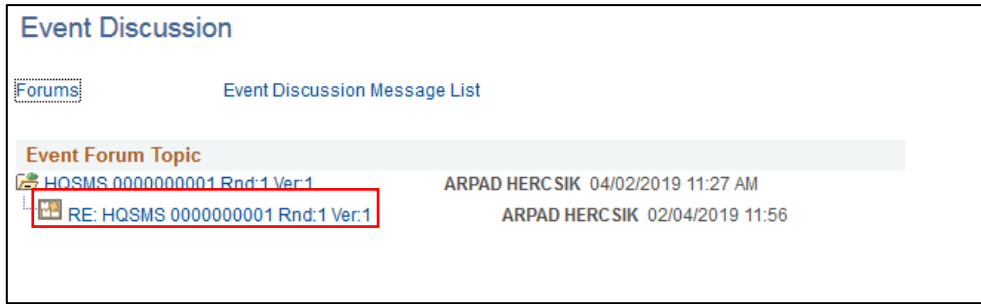 Event Discussion
Forums Event Discussion Message List
Event Forum Topic
HQSMS 0000000001 Rnd:1 Ver:1 ARPAD HERCSIK 04/02/2019 11:27 AM
RE: HQSMS 0000000001 Rnd:1 Ver:1 ARPAD HERCSIK 02/04/2019 11:56